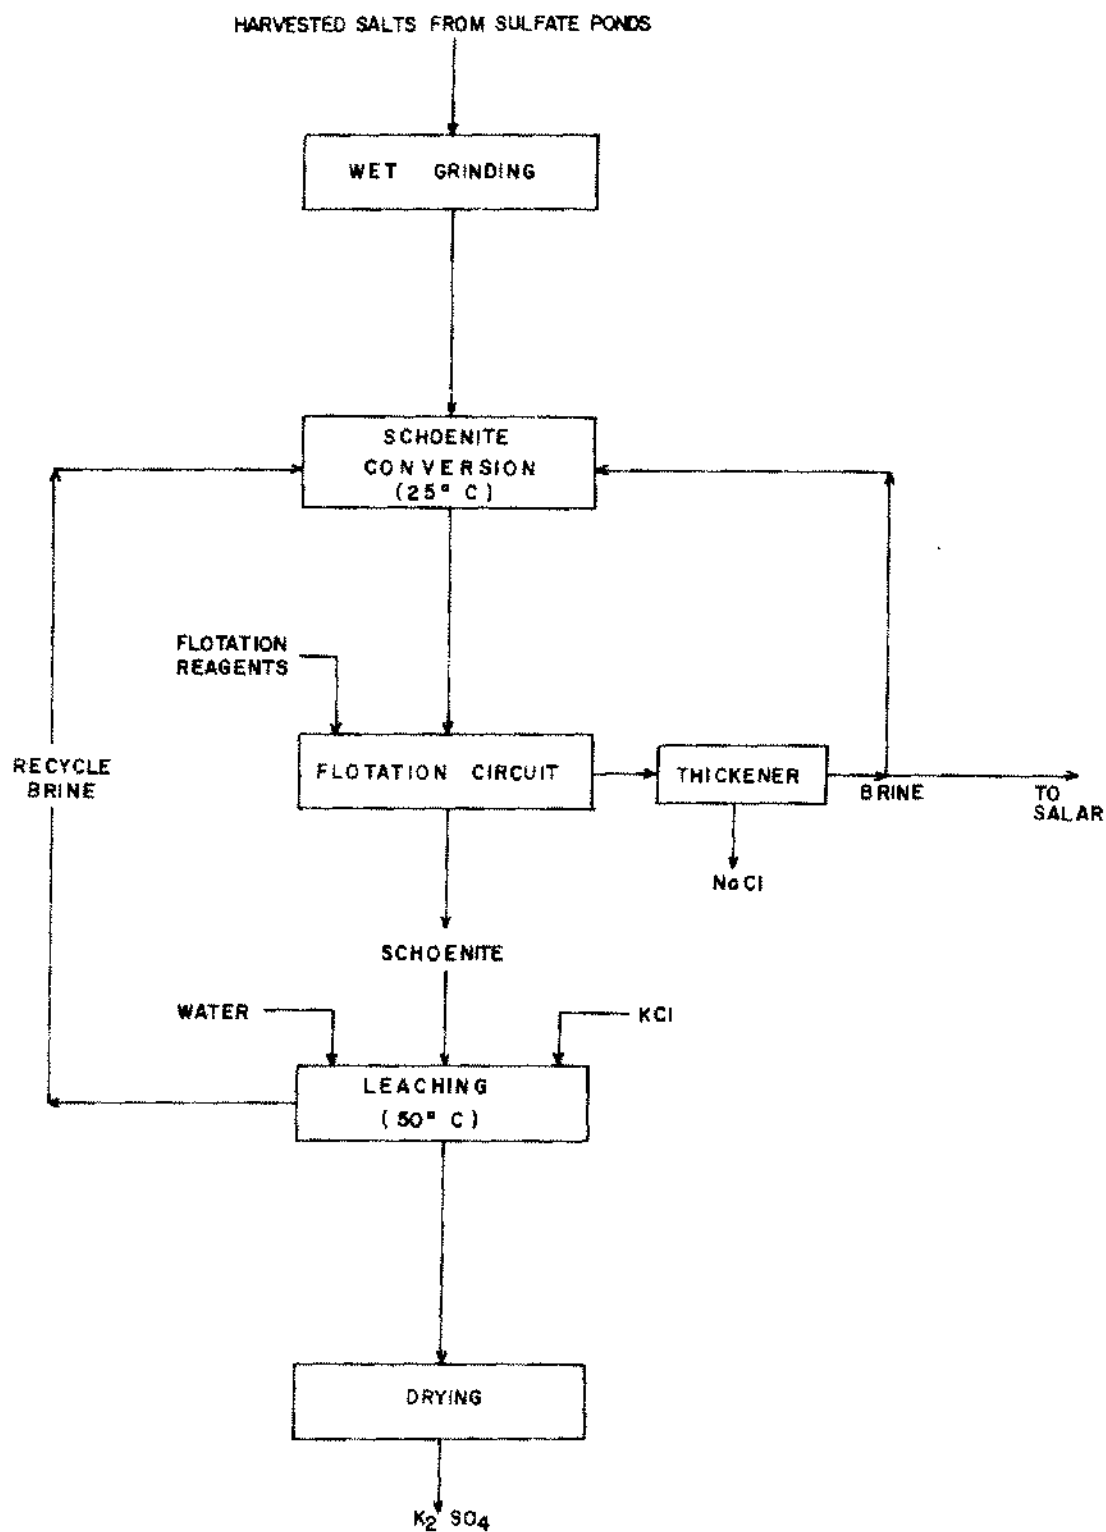 HARVESTED SALTS FROM SULFATE PONDS
WET GRINDING
SCHOENITE
CONVERSION
(25° C)
FLOTATION
REAGENTS
RECYCLE
BRINE
FLOTATION CIRCUIT
THICKENER
BRINE
TO
SALAR
NaCl
SCHOENITE
WATER
KCl
LEACHING
(50° C)
DRYING
K₂ SO₄